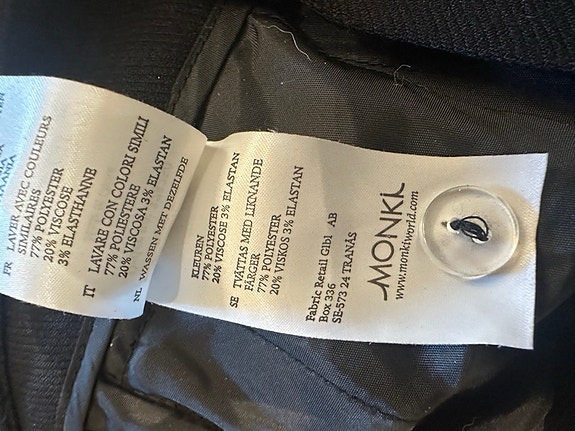 FR LAVER AVEC COULEURS
SIMILAIRES
77% POLYESTER
20% VISCOSE
3% ELASTHANNE
IT LAVARE CON COLORI SIMILI
77% POLIESTERE
20% VISCOSA 3% ELASTAN
NL WASSEN MET DEZELFDE
KLEUREN
77% POLYESTER
20% VISCOSE 3% ELASTAN
SE TVÄTTAS MED LIKNANDE
FÄRGER
77% POLYESTER
20% VISKOS 3% ELASTAN
Fabric Retail Glbl AB
Box 336
SE-573 24 TRANÅS
MONKI
www.monkiworld.com